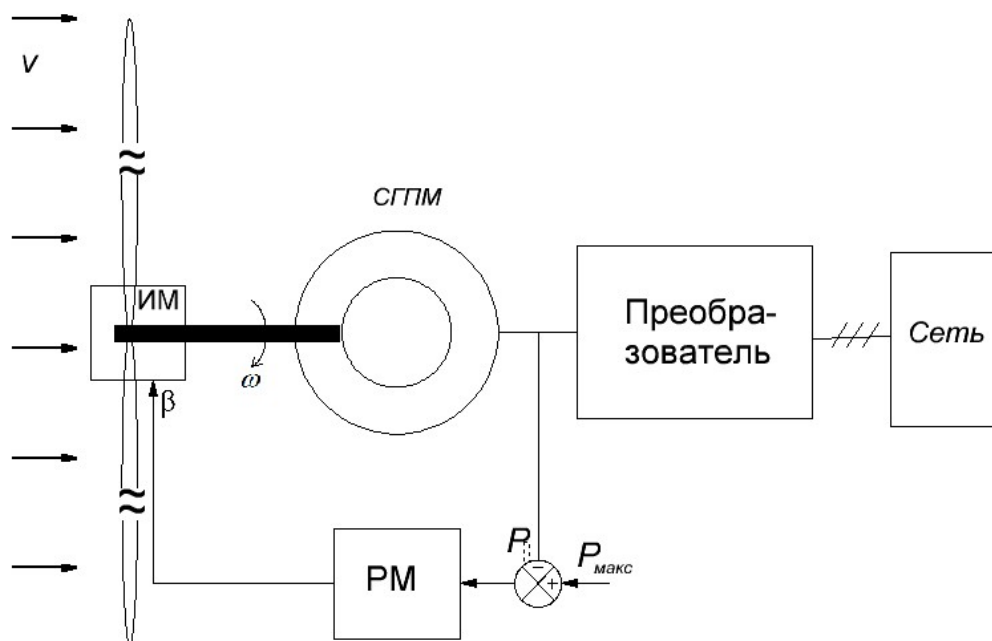 v
СГПМ
ИМ
Преобра-
зователь
Сеть
ω
β
P
Pмакс
−
+
РМ